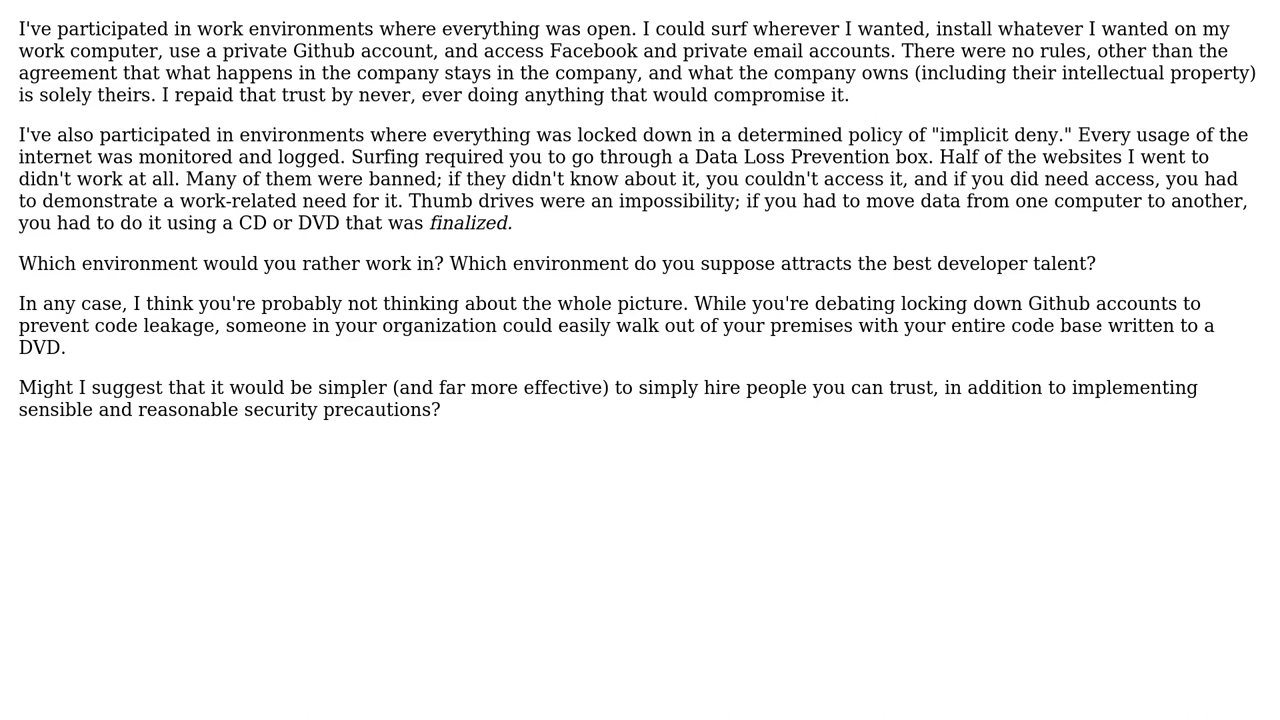 I've participated in work environments where everything was open. I could surf wherever I wanted, install whatever I wanted on my
work computer, use a private Github account, and access Facebook and private email accounts. There were no rules, other than the
agreement that what happens in the company stays in the company, and what the company owns (including their intellectual property)
is solely theirs. I repaid that trust by never, ever doing anything that would compromise it.
I've also participated in environments where everything was locked down in a determined policy of "implicit deny." Every usage of the
internet was monitored and logged. Surfing required you to go through a Data Loss Prevention box. Half of the websites I went to
didn't work at all. Many of them were banned; if they didn't know about it, you couldn't access it, and if you did need access, you had
to demonstrate a work-related need for it. Thumb drives were an impossibility; if you had to move data from one computer to another,
you had to do it using a CD or DVD that was finalized.
Which environment would you rather work in? Which environment do you suppose attracts the best developer talent?
In any case, I think you're probably not thinking about the whole picture. While you're debating locking down Github accounts to
prevent code leakage, someone in your organization could easily walk out of your premises with your entire code base written to a
DVD.
Might I suggest that it would be simpler (and far more effective) to simply hire people you can trust, in addition to implementing
sensible and reasonable security precautions?